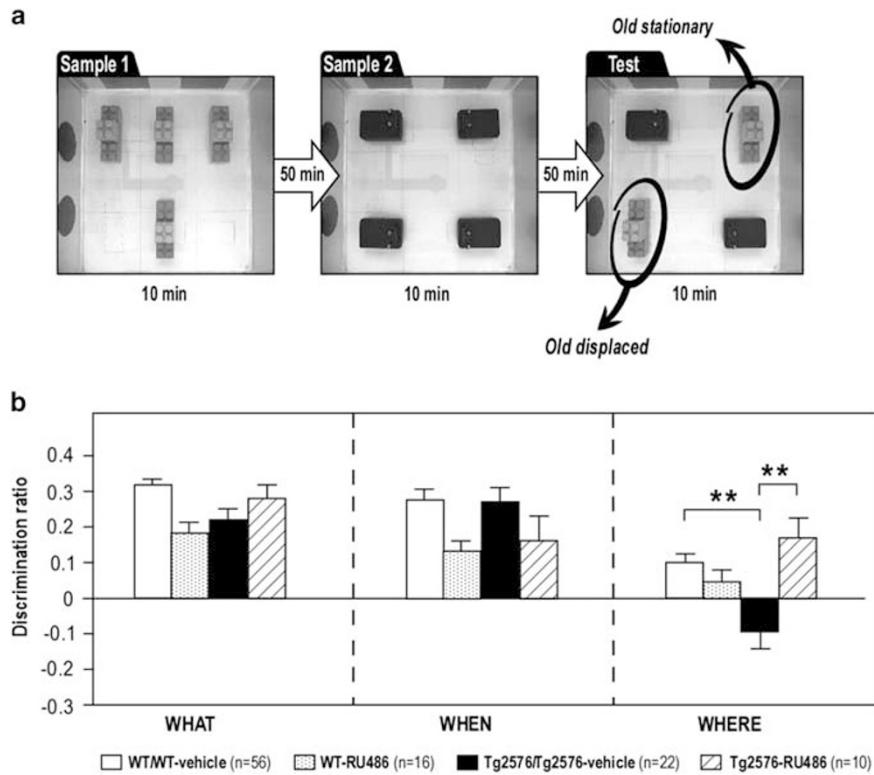 a
Old stationary
Sample 1
Sample 2
Test
50 min
50 min
10 min
10 min
10 min
Old displaced
b
Discrimination ratio
0.4
0.3
0.2
0.1
0
-0.1
-0.2
-0.3
**
**
WHAT
WHEN
WHERE
WT/WT-vehicle (n=56)
WT-RU486 (n=16)
Tg2576/Tg2576-vehicle (n=22)
Tg2576-RU486 (n=10)